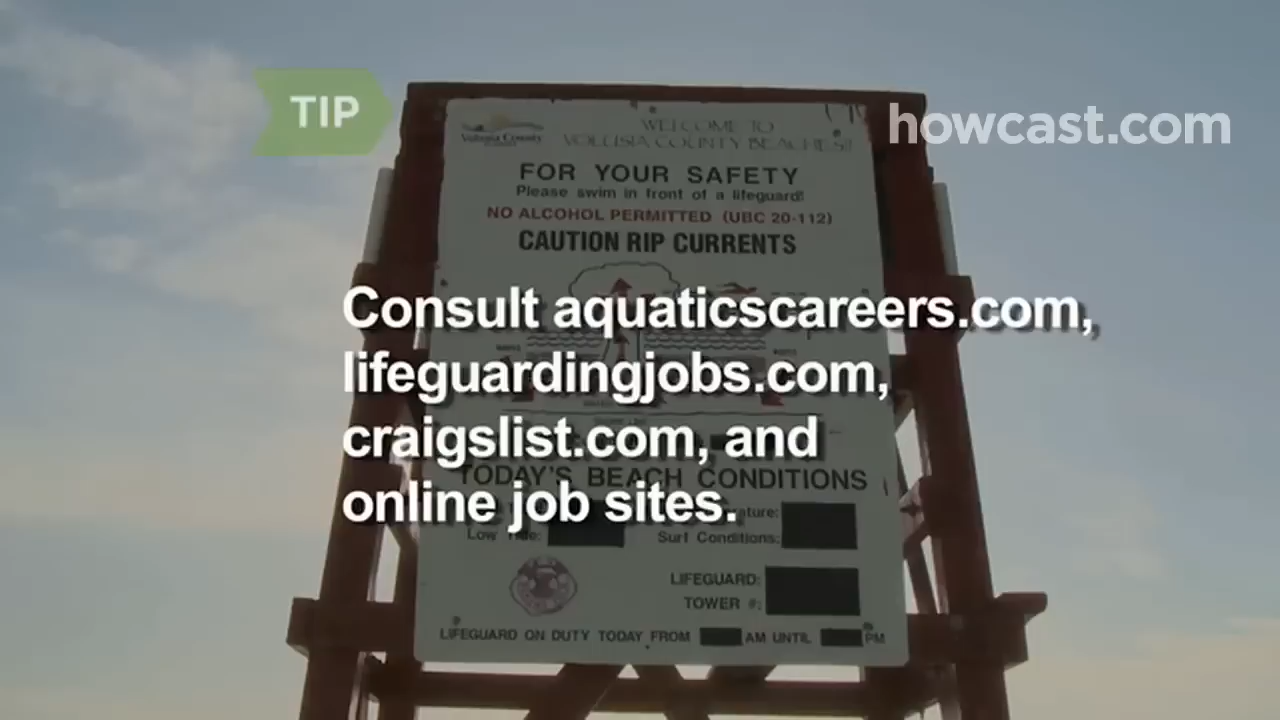 TIP
howcast.com
Volusia County
WELCOME TO
VOLUSIA COUNTY BEACHES!!
FOR YOUR SAFETY
Please swim in front of a lifeguard!
NO ALCOHOL PERMITTED (UBC 20-112)
CAUTION RIP CURRENTS
Consult aquaticscareers.com,
lifeguardingjobs.com,
craigslist.com, and
online job sites.
TODAY'S BEACH CONDITIONS
Low Tide:
Surf Conditions:
LIFEGUARD:
TOWER #:
LIFEGUARD ON DUTY TODAY FROM AM UNTIL PM